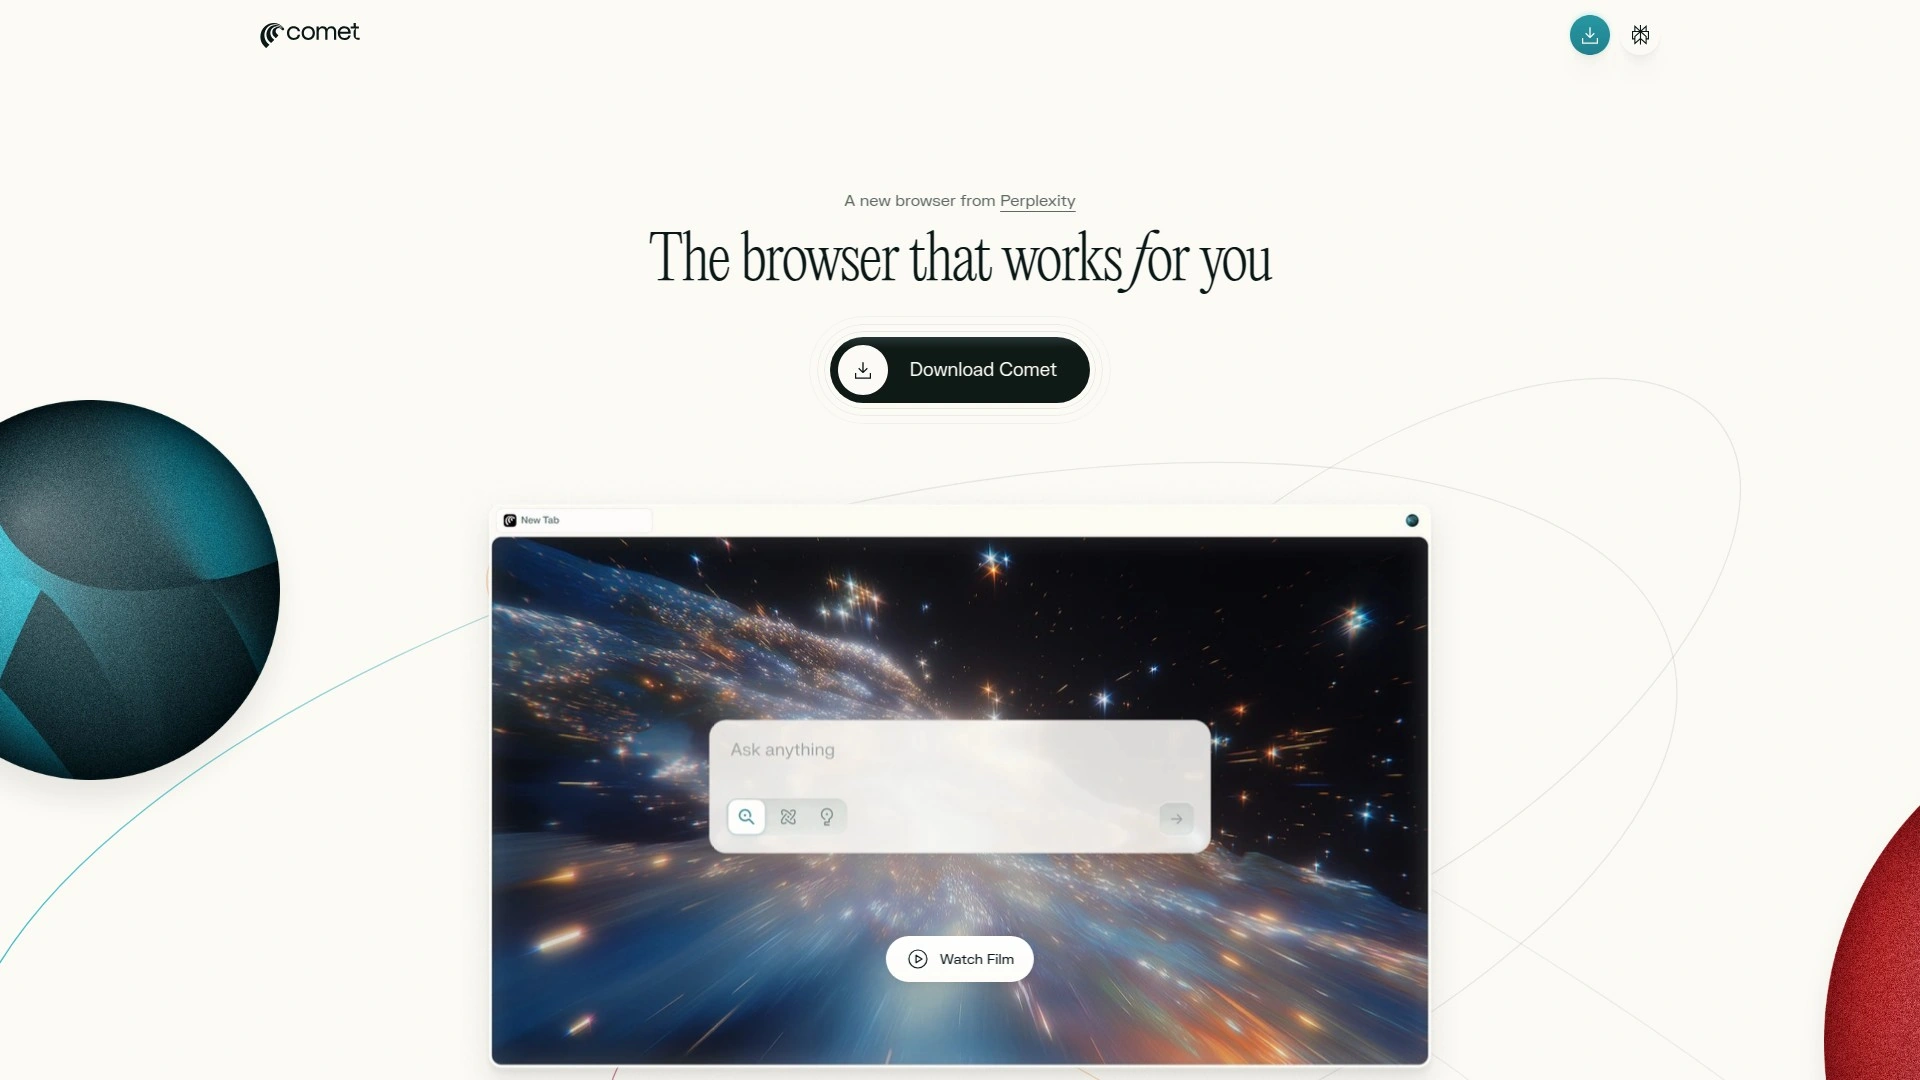 comet
A new browser from Perplexity
The browser that works for you
Download Comet
New Tab
Ask anything
Watch Film